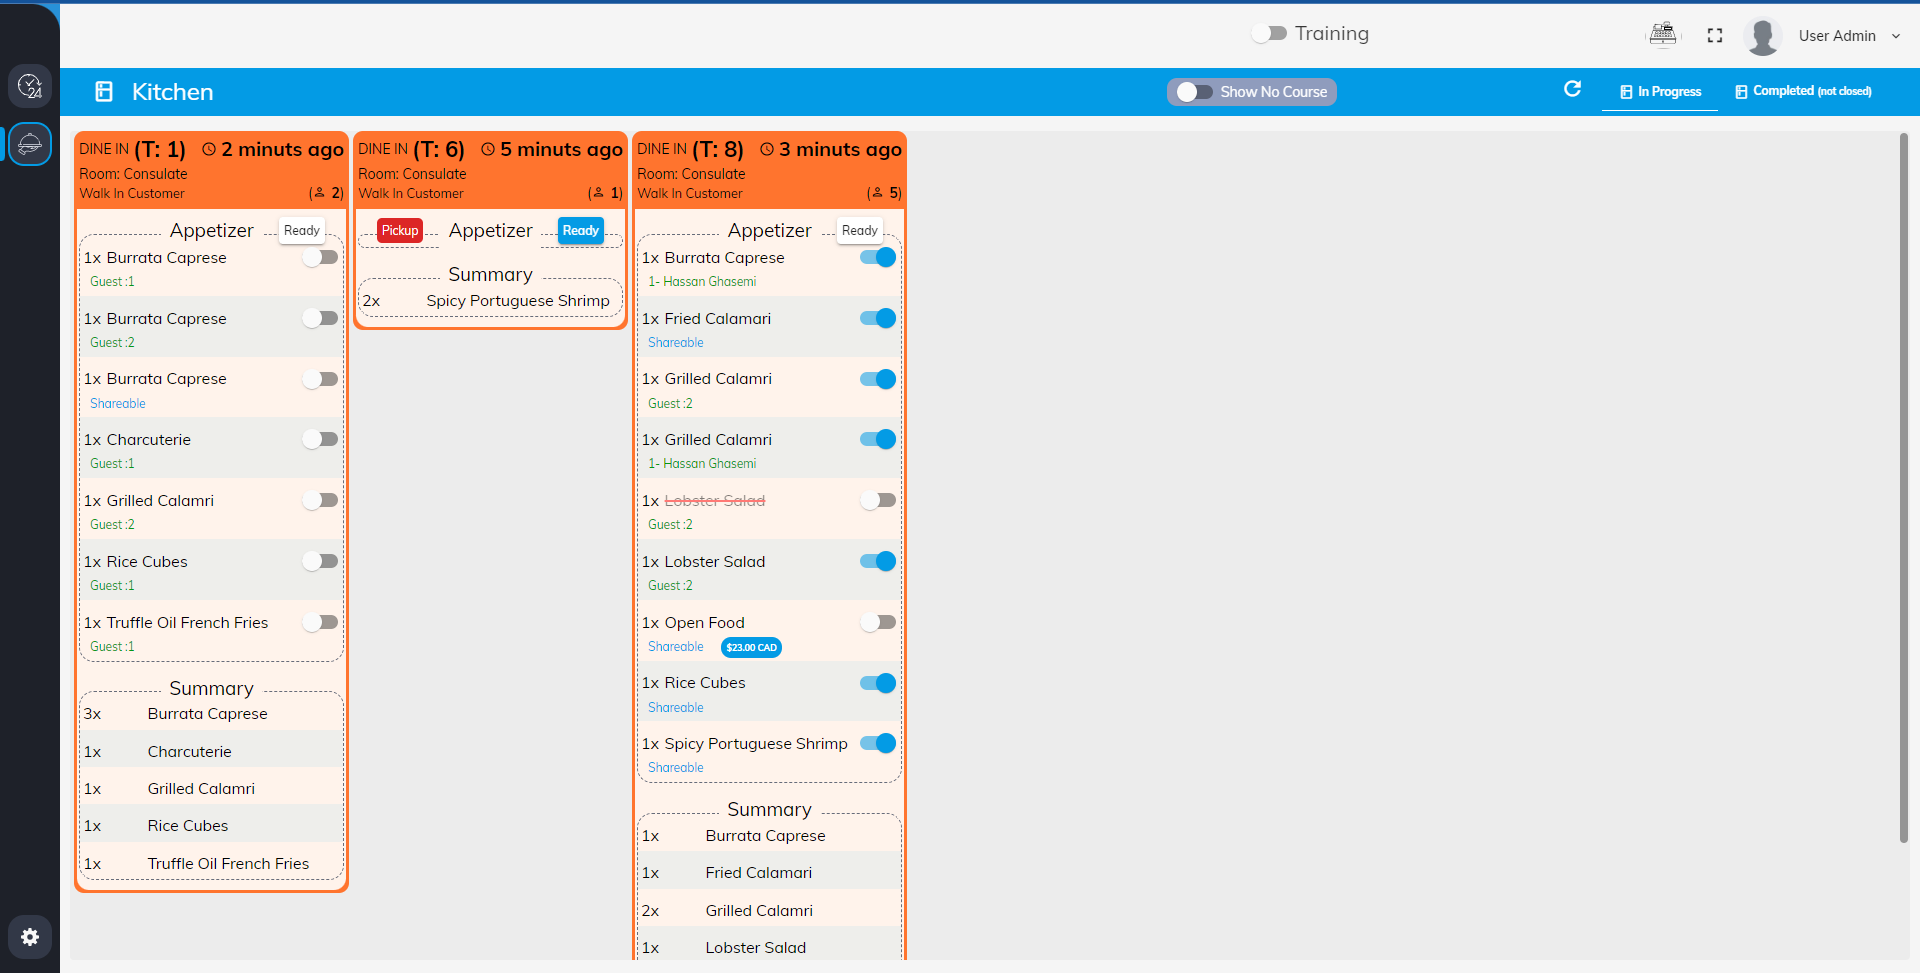 Training
User Admin
24
Kitchen
Show No Course
In Progress
Completed (not closed)
DINE IN (T: 1) 2 minuts ago
Room: Consulate
Walk In Customer (2)
Appetizer Ready
1x Burrata Caprese
Guest :1
1x Burrata Caprese
Guest :2
1x Burrata Caprese
Shareable
1x Charcuterie
Guest :1
1x Grilled Calamri
Guest :2
1x Rice Cubes
Guest :1
1x Truffle Oil French Fries
Guest :1
Summary
3x Burrata Caprese
1x Charcuterie
1x Grilled Calamri
1x Rice Cubes
1x Truffle Oil French Fries
DINE IN (T: 6) 5 minuts ago
Room: Consulate
Walk In Customer (1)
Pickup Appetizer Ready
Summary
2x Spicy Portuguese Shrimp
DINE IN (T: 8) 3 minuts ago
Room: Consulate
Walk In Customer (5)
Appetizer Ready
1x Burrata Caprese
1- Hassan Ghasemi
1x Fried Calamari
Shareable
1x Grilled Calamri
Guest :2
1x Grilled Calamri
1- Hassan Ghasemi
1x Lobster Salad
Guest :2
1x Lobster Salad
Guest :2
1x Open Food
Shareable $23.00 CAD
1x Rice Cubes
Shareable
1x Spicy Portuguese Shrimp
Shareable
Summary
1x Burrata Caprese
1x Fried Calamari
2x Grilled Calamri
1x Lobster Salad